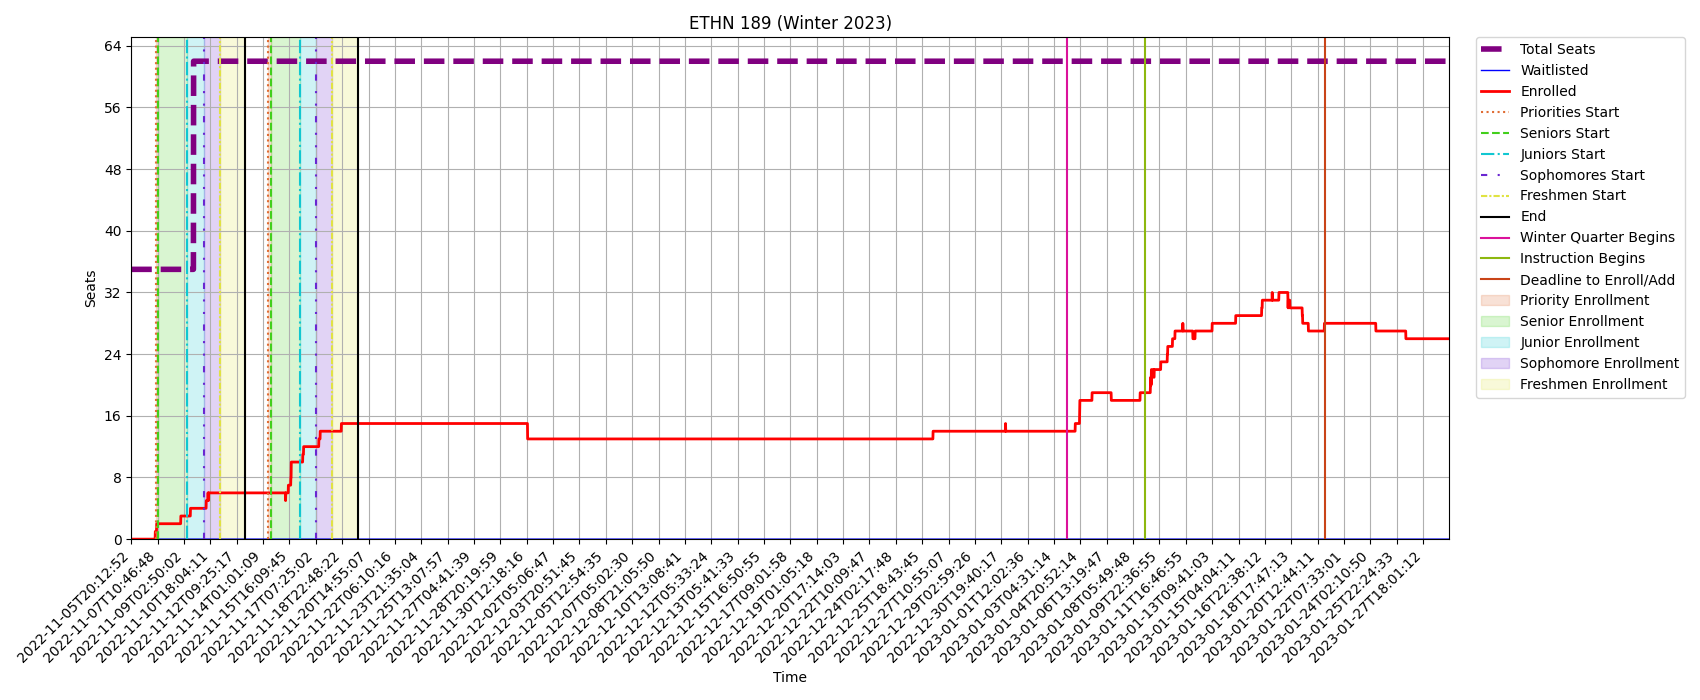 ETHN 189 (Winter 2023)
64
56
48
40
32
24
16
8
0
Seats
2022-11-05T20:12:52
2022-11-07T10:46:48
2022-11-09T02:50:02
2022-11-10T18:04:11
2022-11-12T09:25:17
2022-11-14T01:01:09
2022-11-15T16:09:45
2022-11-17T07:25:02
2022-11-18T22:48:22
2022-11-20T14:55:07
2022-11-22T06:10:16
2022-11-23T21:35:04
2022-11-25T13:07:57
2022-11-27T04:41:39
2022-11-28T20:19:59
2022-11-30T12:18:16
2022-12-02T05:06:47
2022-12-03T20:51:45
2022-12-05T12:54:35
2022-12-07T05:02:30
2022-12-08T21:05:50
2022-12-10T13:08:41
2022-12-12T05:33:24
2022-12-13T05:41:33
2022-12-15T16:50:55
2022-12-17T09:01:58
2022-12-19T01:05:18
2022-12-20T17:14:03
2022-12-22T10:09:47
2022-12-24T02:17:48
2022-12-25T18:43:45
2022-12-27T10:55:07
2022-12-29T02:59:26
2022-12-30T19:40:17
2023-01-01T12:02:36
2023-01-03T04:31:14
2023-01-04T20:52:14
2023-01-06T13:19:47
2023-01-08T05:49:48
2023-01-09T22:36:55
2023-01-11T16:46:55
2023-01-13T09:41:03
2023-01-15T04:04:11
2023-01-16T22:38:12
2023-01-18T17:47:13
2023-01-20T12:44:11
2023-01-22T07:33:01
2023-01-24T02:10:50
2023-01-25T22:24:33
2023-01-27T18:01:12
Time
Total Seats
Waitlisted
Enrolled
Priorities Start
Seniors Start
Juniors Start
Sophomores Start
Freshmen Start
End
Winter Quarter Begins
Instruction Begins
Deadline to Enroll/Add
Priority Enrollment
Senior Enrollment
Junior Enrollment
Sophomore Enrollment
Freshmen Enrollment